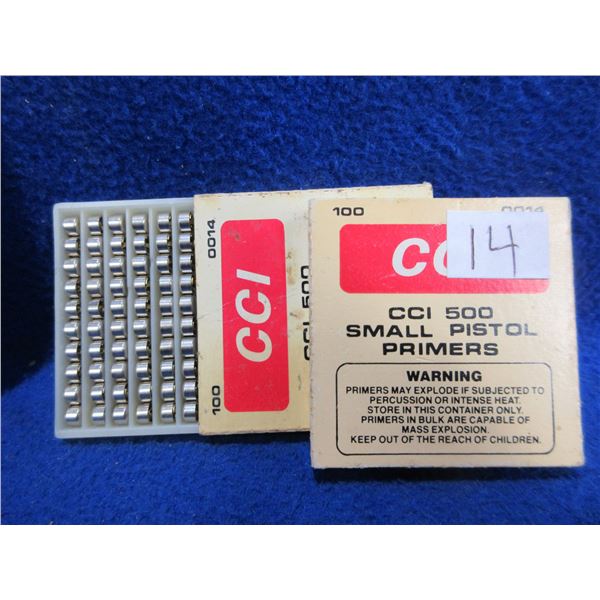 100 0014
CCI
CCI 500
100 0014
CC
14
CCI 500
SMALL PISTOL
PRIMERS
WARNING
PRIMERS MAY EXPLODE IF SUBJECTED TO
PERCUSSION OR INTENSE HEAT.
STORE IN THIS CONTAINER ONLY.
PRIMERS IN BULK ARE CAPABLE OF
MASS EXPLOSION.
KEEP OUT OF THE REACH OF CHILDREN.